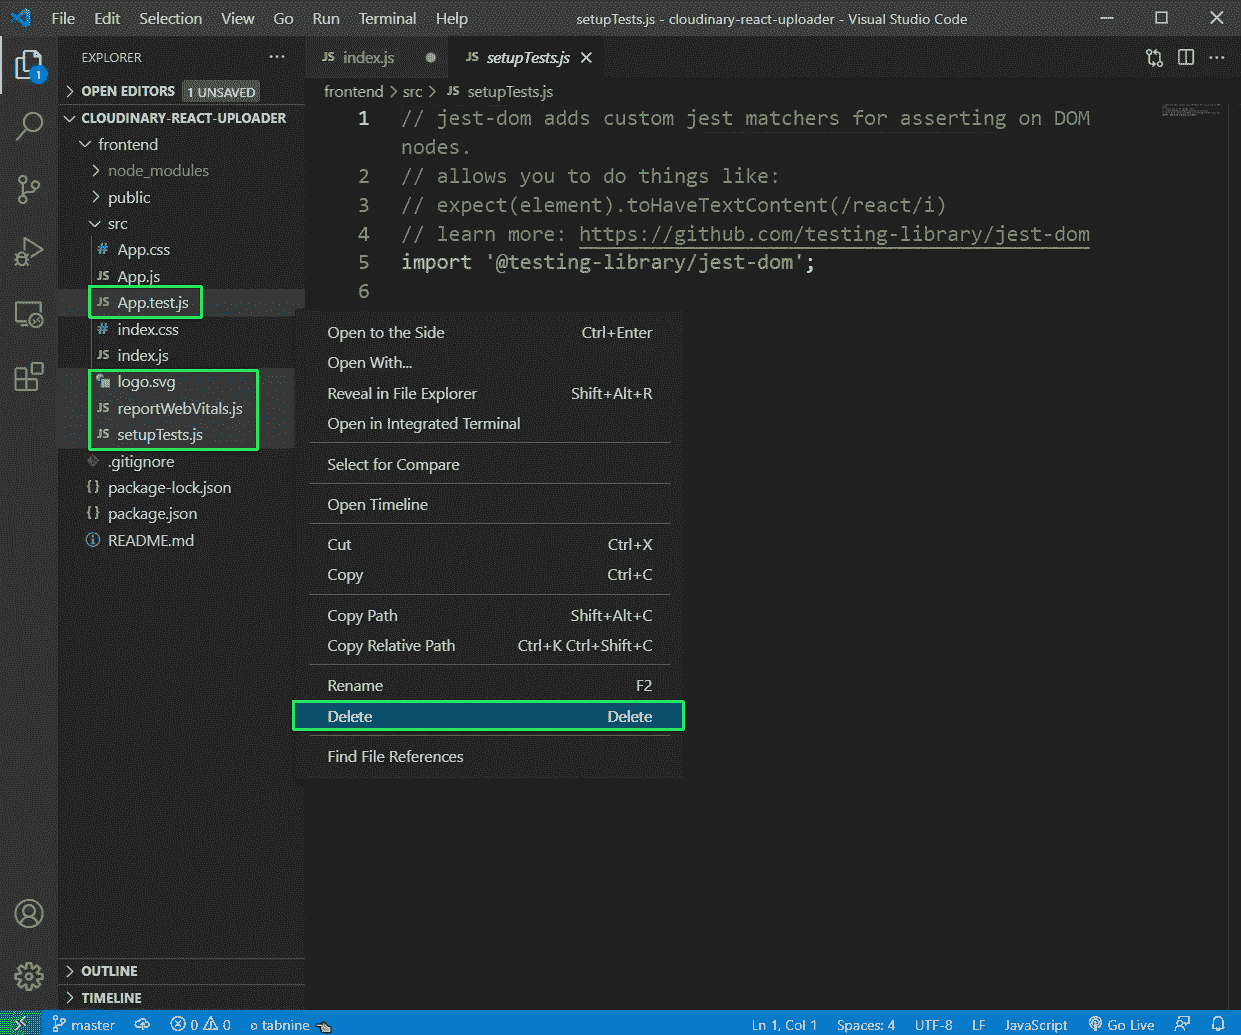 File Edit Selection View Go Run Terminal Help setupTests.js - cloudinary-react-uploader - Visual Studio Code
EXPLORER
JS index.js
JS setupTests.js
OPEN EDITORS 1 UNSAVED
CLOUDINARY-REACT-UPLOADER
frontend
node_modules
public
src
# App.css
JS App.js
JS App.test.js
# index.css
JS index.js
logo.svg
JS reportWebVitals.js
JS setupTests.js
.gitignore
{} package-lock.json
{} package.json
README.md
OUTLINE
TIMELINE
1
frontend > src > JS setupTests.js
1 // jest-dom adds custom jest matchers for asserting on DOM
nodes.
2 // allows you to do things like:
3 // expect(element).toHaveTextContent(/react/i)
4 // learn more: https://github.com/testing-library/jest-dom
5 import '@testing-library/jest-dom';
6
Open to the Side Ctrl+Enter
Open With...
Reveal in File Explorer Shift+Alt+R
Open in Integrated Terminal
Select for Compare
Open Timeline
Cut Ctrl+X
Copy Ctrl+C
Copy Path Shift+Alt+C
Copy Relative Path Ctrl+K Ctrl+Shift+C
Rename F2
Delete Delete
Find File References
master 0 0 tabnine Ln 1, Col 1 Spaces: 4 UTF-8 LF JavaScript Go Live